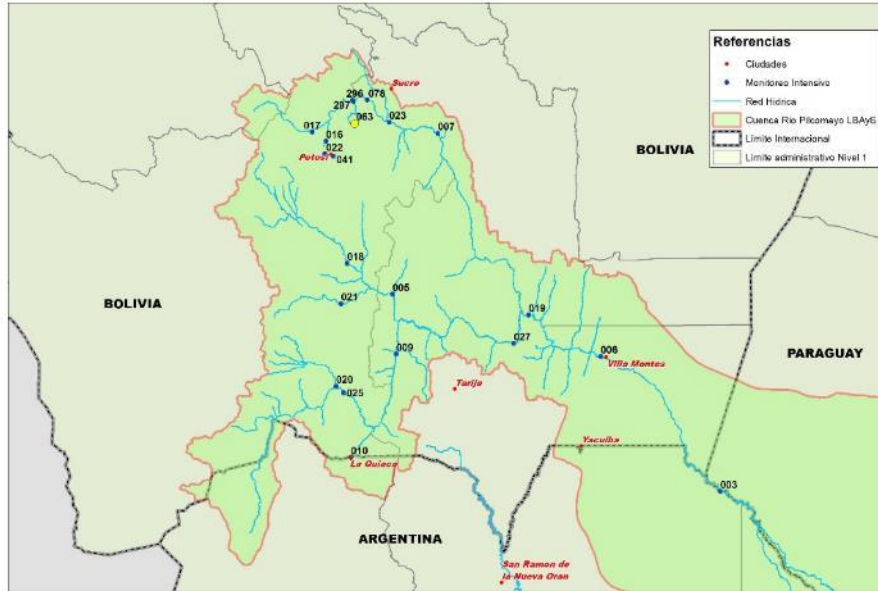 Referencias
Ciudades
Monitoreo Intensivo
Red Hídrica
Cuenca Río Pilcomayo LBAyS
Límite Internacional
Límite administrativo Nivel 1
Sucre
296
078
297
063
023
017
007
016
022
Potosí
041
BOLIVIA
018
005
021
BOLIVIA
019
027
009
006
Villa Montes
PARAGUAY
020
025
Tarija
010
La Quiaca
Yacuiba
003
ARGENTINA
San Ramon de
la Nueva Oran